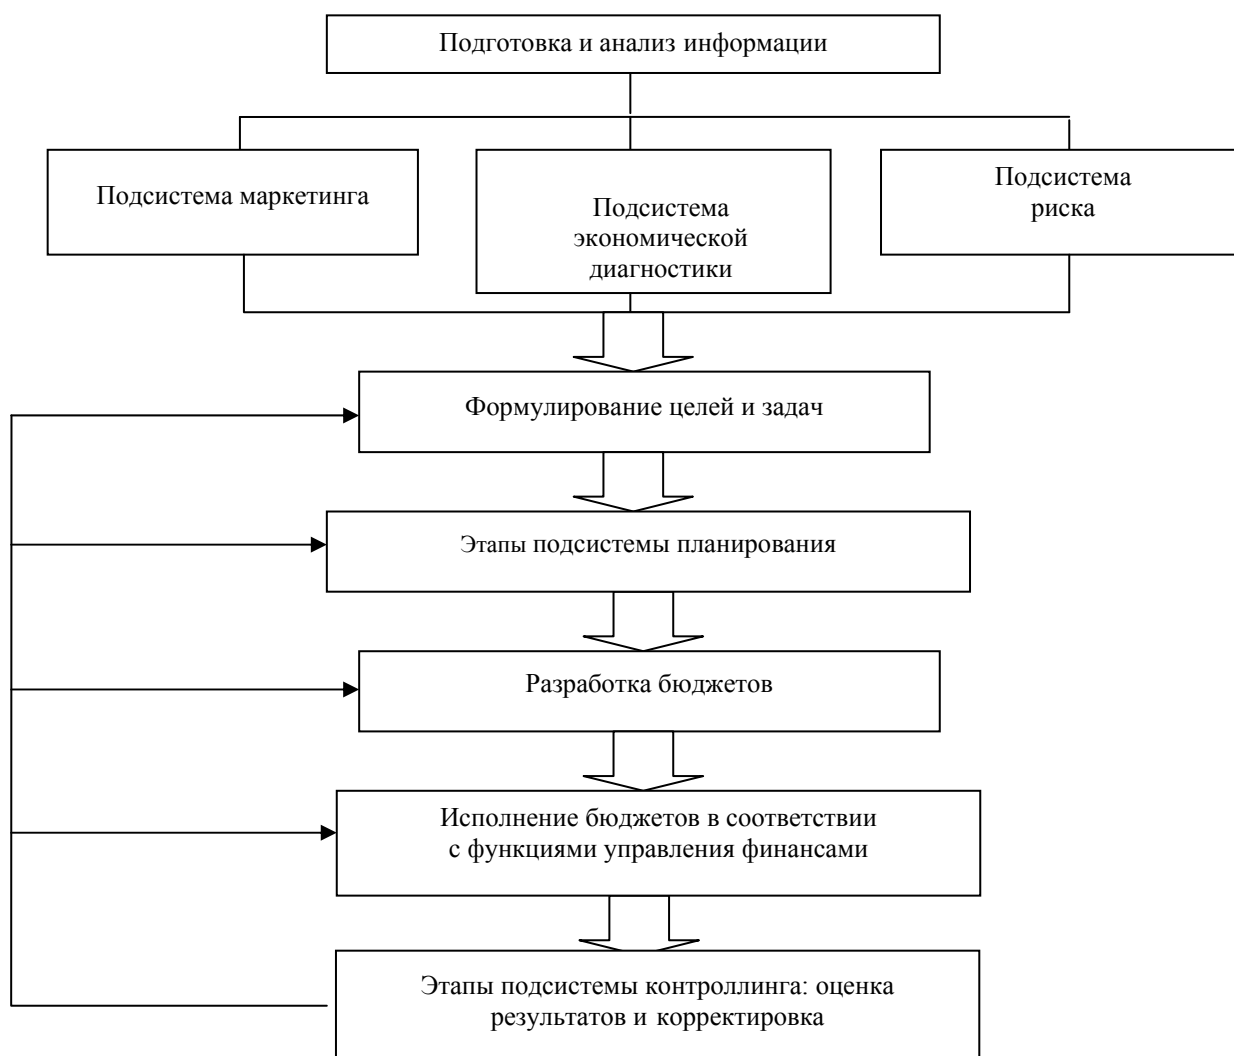 Подготовка и анализ информации
Подсистема маркетинга
Подсистема
экономической
диагностики
Подсистема
риска
Формулирование целей и задач
Этапы подсистемы планирования
Разработка бюджетов
Исполнение бюджетов в соответствии
с функциями управления финансами
Этапы подсистемы контроллинга: оценка
результатов и корректировка